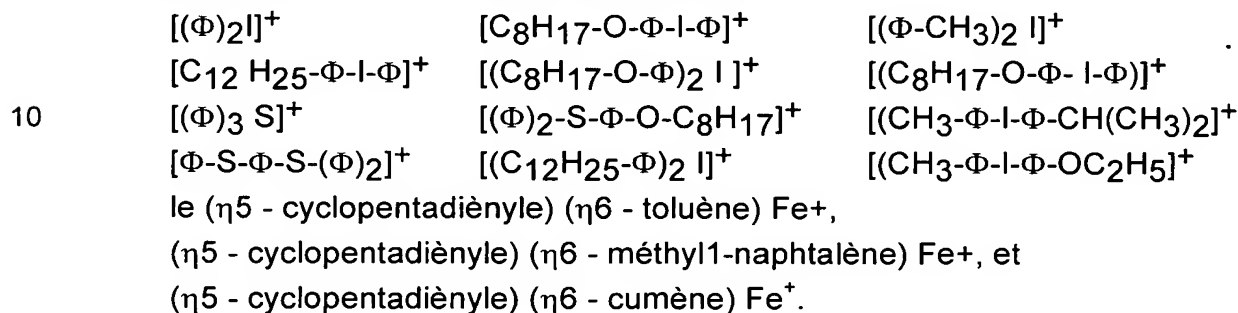 [(Φ)2I]+ [C8H17-O-Φ-I-Φ]+ [(Φ-CH3)2 I]+
[C12 H25-Φ-I-Φ]+ [(C8H17-O-Φ)2 I ]+ [(C8H17-O-Φ- I-Φ)]+
10 [(Φ)3 S]+ [(Φ)2-S-Φ-O-C8H17]+ [(CH3-Φ-I-Φ-CH(CH3)2]+
[Φ-S-Φ-S-(Φ)2]+ [(C12H25-Φ)2 I]+ [(CH3-Φ-I-Φ-OC2H5]+
le (η5 - cyclopentadiènyle) (η6 - toluène) Fe+,
(η5 - cyclopentadiènyle) (η6 - méthyl1-naphtalène) Fe+, et
(η5 - cyclopentadiènyle) (η6 - cumène) Fe+.